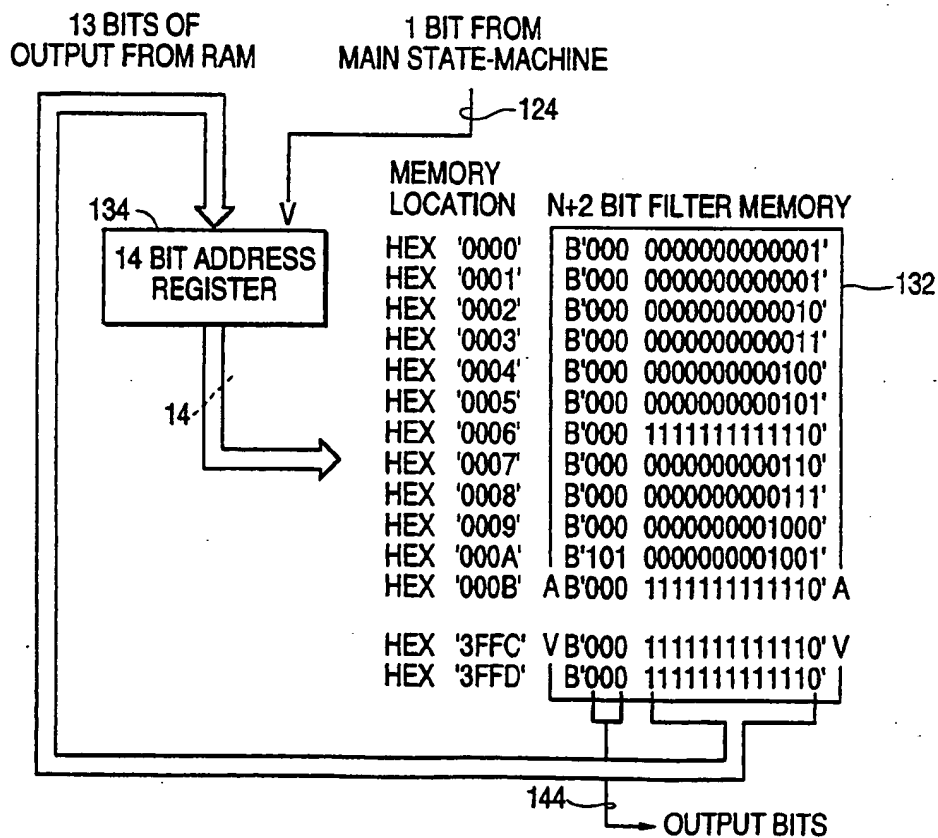 13 BITS OF
OUTPUT FROM RAM
1 BIT FROM
MAIN STATE-MACHINE
124
134
14 BIT ADDRESS
REGISTER
14
MEMORY
LOCATION N+2 BIT FILTER MEMORY
HEX '0000' B'000 0000000000001'
HEX '0001' B'000 0000000000001'
HEX '0002' B'000 0000000000010'
HEX '0003' B'000 0000000000011'
HEX '0004' B'000 0000000000100'
HEX '0005' B'000 0000000000101'
HEX '0006' B'000 1111111111110'
HEX '0007' B'000 0000000000110'
HEX '0008' B'000 0000000000111'
HEX '0009' B'000 0000000001000'
HEX '000A' B'101 0000000001001'
HEX '000B' A B'000 1111111111110' A
HEX '3FFC' V B'000 1111111111110' V
HEX '3FFD' B'000 1111111111110'
132
144
OUTPUT BITS